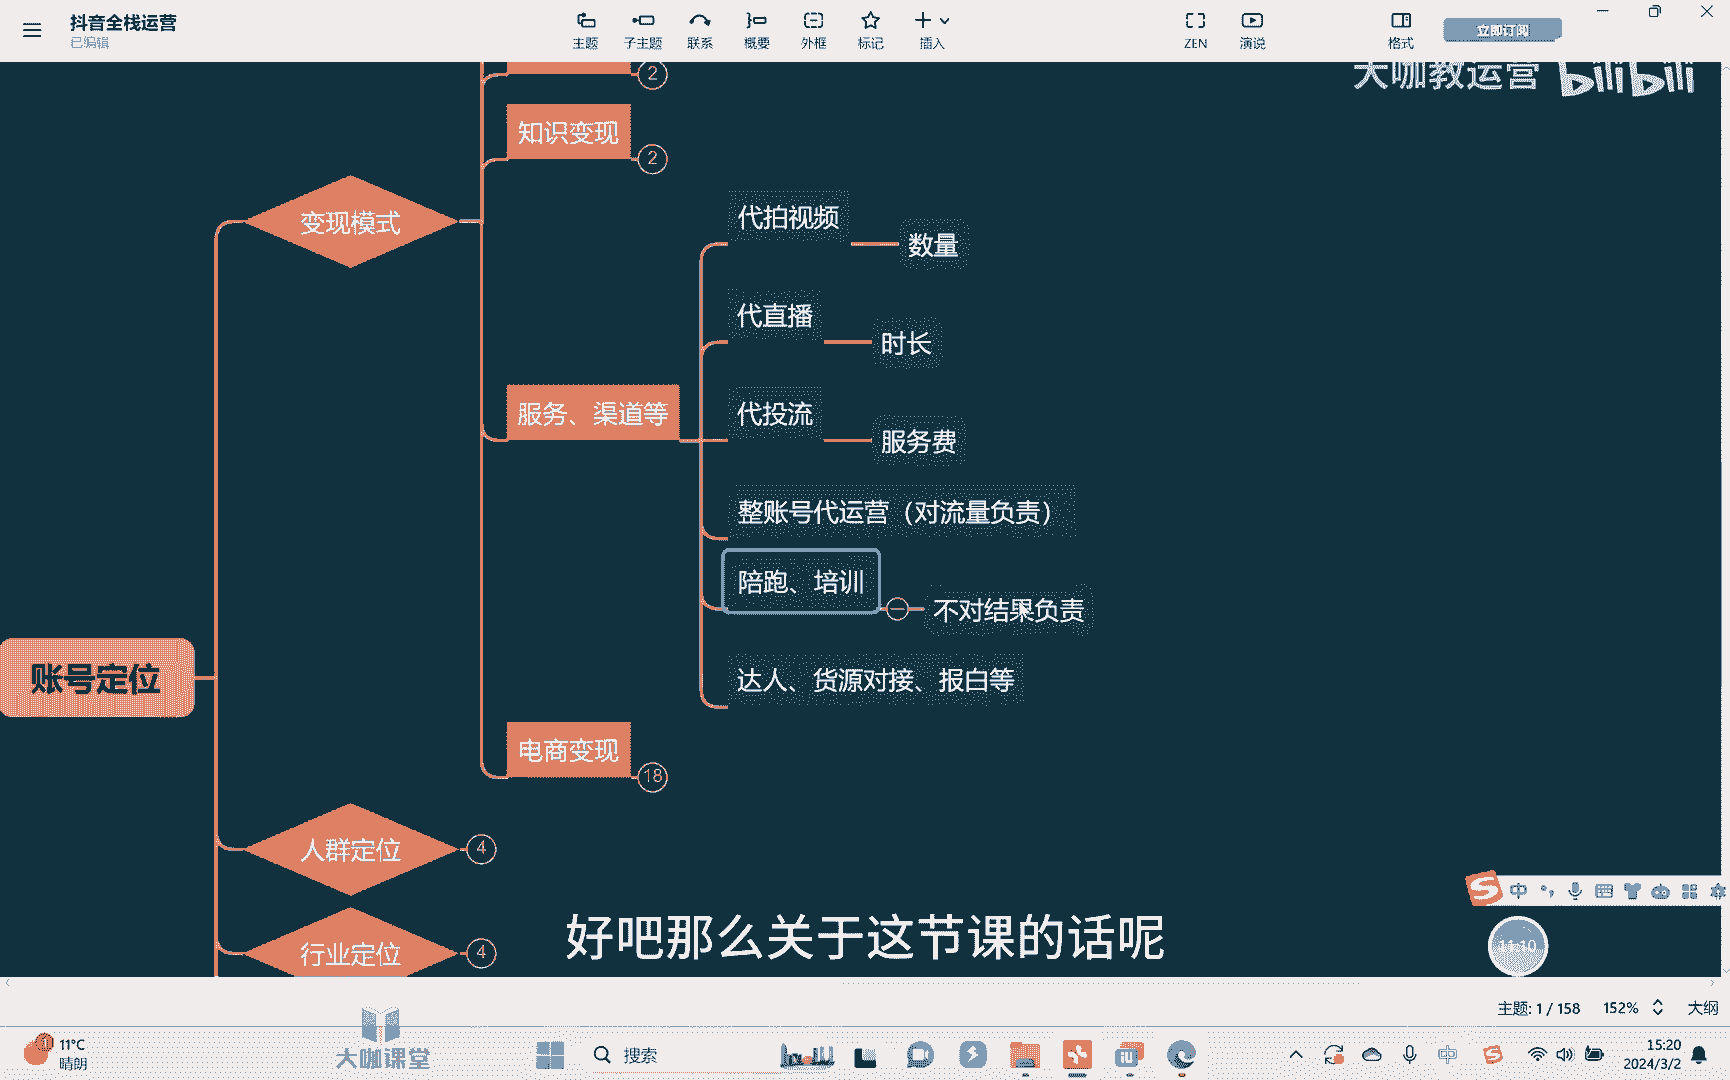 抖音全栈运营
已编辑
主题
子主题
联系
概要
外框
标记
插入
ZEN
演说
格式
立即订阅
大咖教运营 bilibili
2
知识变现
2
变现模式
代拍视频
数量
代直播
时长
服务、渠道等
代投流
服务费
整账号代运营（对流量负责）
陪跑、培训
不对结果负责
账号定位
达人、货源对接、报白等
电商变现
18
人群定位
4
行业定位
4
好吧那么关于这节课的话呢
中
11:10
主题: 1 / 158
152%
大纲
1
11°C
晴朗
大咖课堂
搜索
中
15:20
2024/3/2